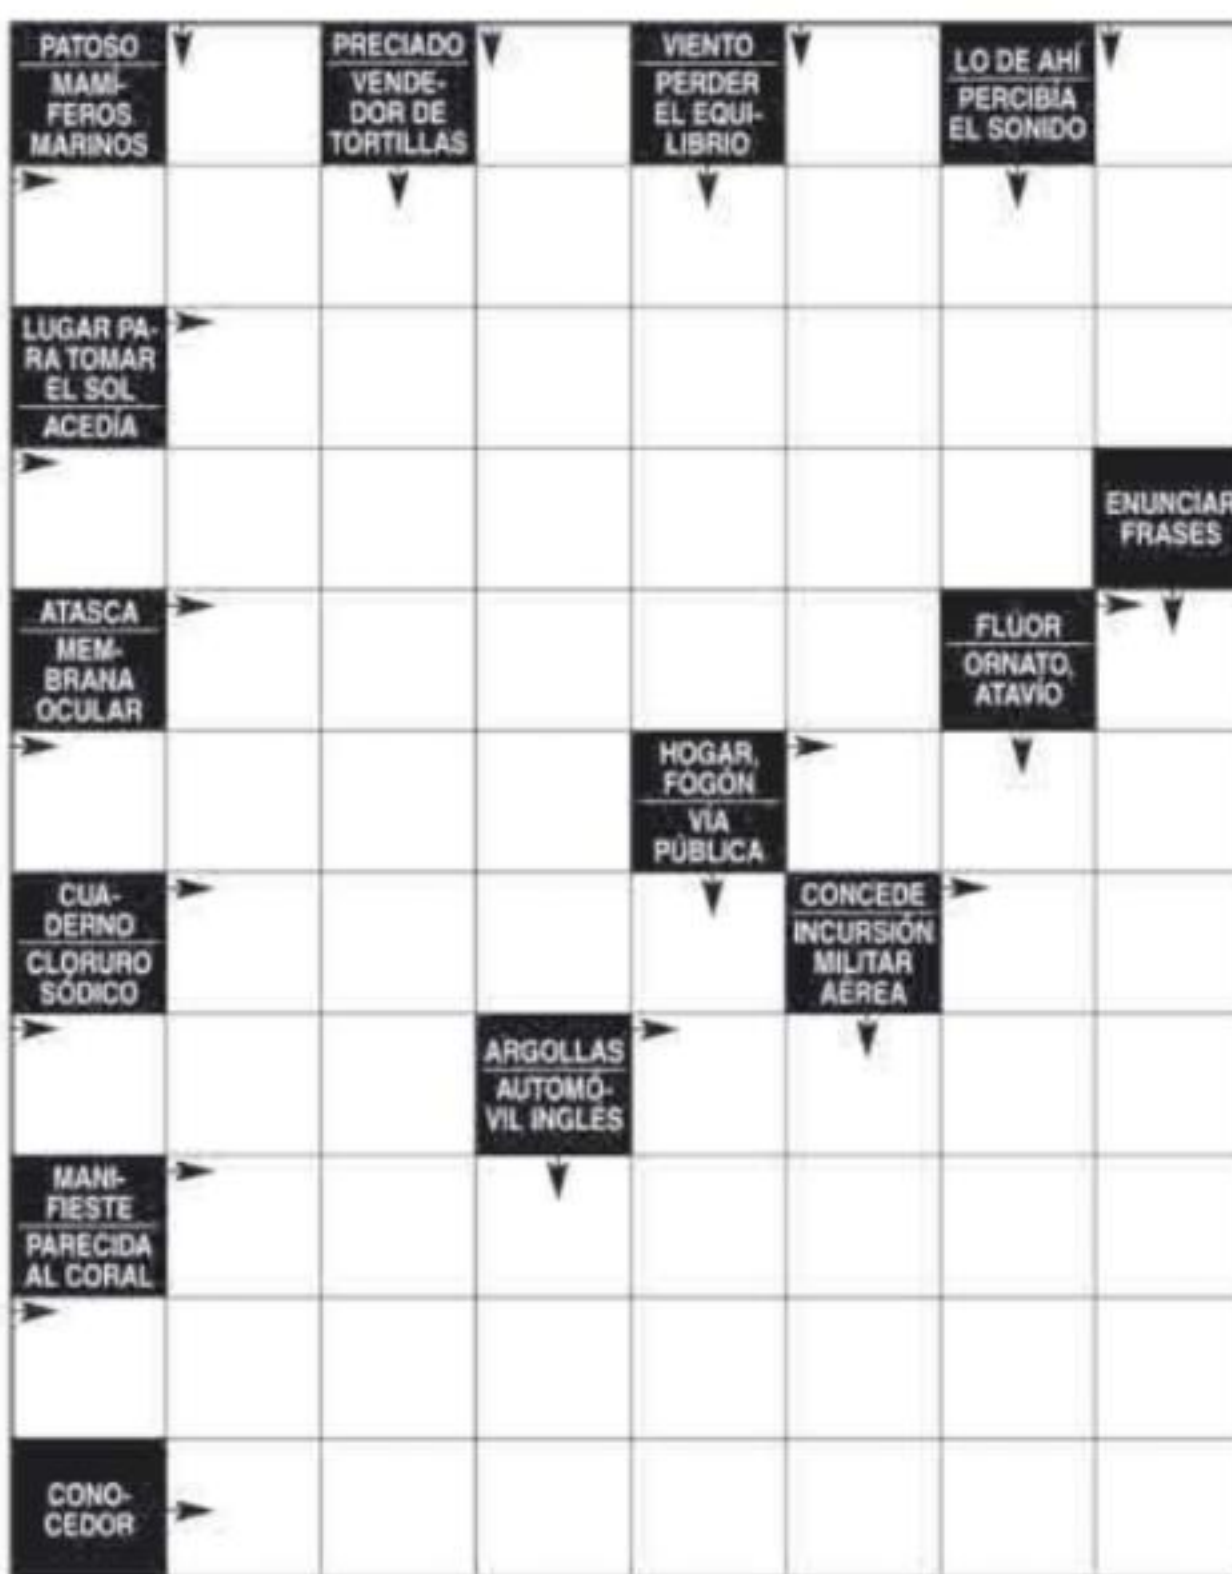 PATOSO
MAMÍ-
FEROS
MARINOS
PRECIADO
VENDE-
DOR DE
TORTILLAS
VIENTO
PERDER
EL EQUI-
LIBRIO
LO DE AHÍ
PERCIBÍA
EL SONIDO
LUGAR PA-
RA TOMAR
EL SOL
ACEDÍA
ENUNCIAR
FRASES
ATASCA
MEM-
BRANA
OCULAR
FLÚOR
ORNATO,
ATAVÍO
HOGAR,
FOGÓN
VÍA
PÚBLICA
CUA-
DERNO
CLORURO
SÓDICO
CONCEDE
INCURSIÓN
MILITAR
AÉREA
ARGOLLAS
AUTOMÓ-
VIL INGLÉS
MANI-
FIESTE
PARECIDA
AL CORAL
CONO-
CEDOR